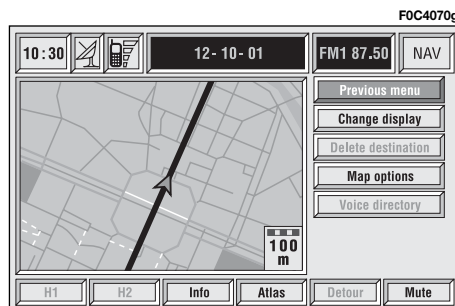 F0C4070g
10:30
12- 10- 01
FM1 87.50
NAV
Previous menu
Change display
Delete destination
Map options
Voice directory
100
m
H1
H2
Info
Atlas
Detour
Mute